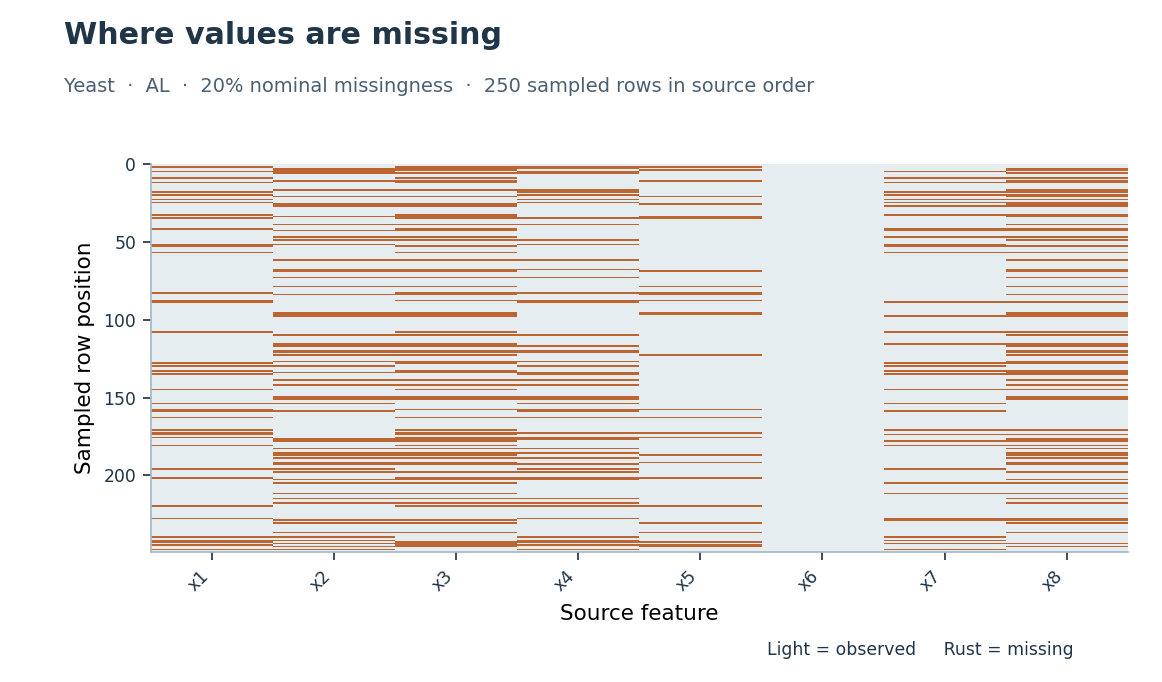 Where values are missing
Yeast · AL · 20% nominal missingness · 250 sampled rows in source order
Sampled row position
0
50
100
150
200
x1 x2 x3 x4 x5 x6 x7 x8
Source feature
Light = observed Rust = missing